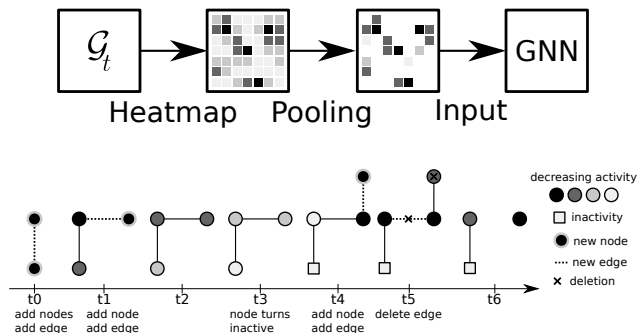 𝒢t
GNN
Heatmap
Pooling
Input
decreasing activity
inactivity
new node
new edge
deletion
t0
t1
t2
t3
t4
t5
t6
add nodes
add edge
add node
add edge
node turns
inactive
add node
add edge
delete edge